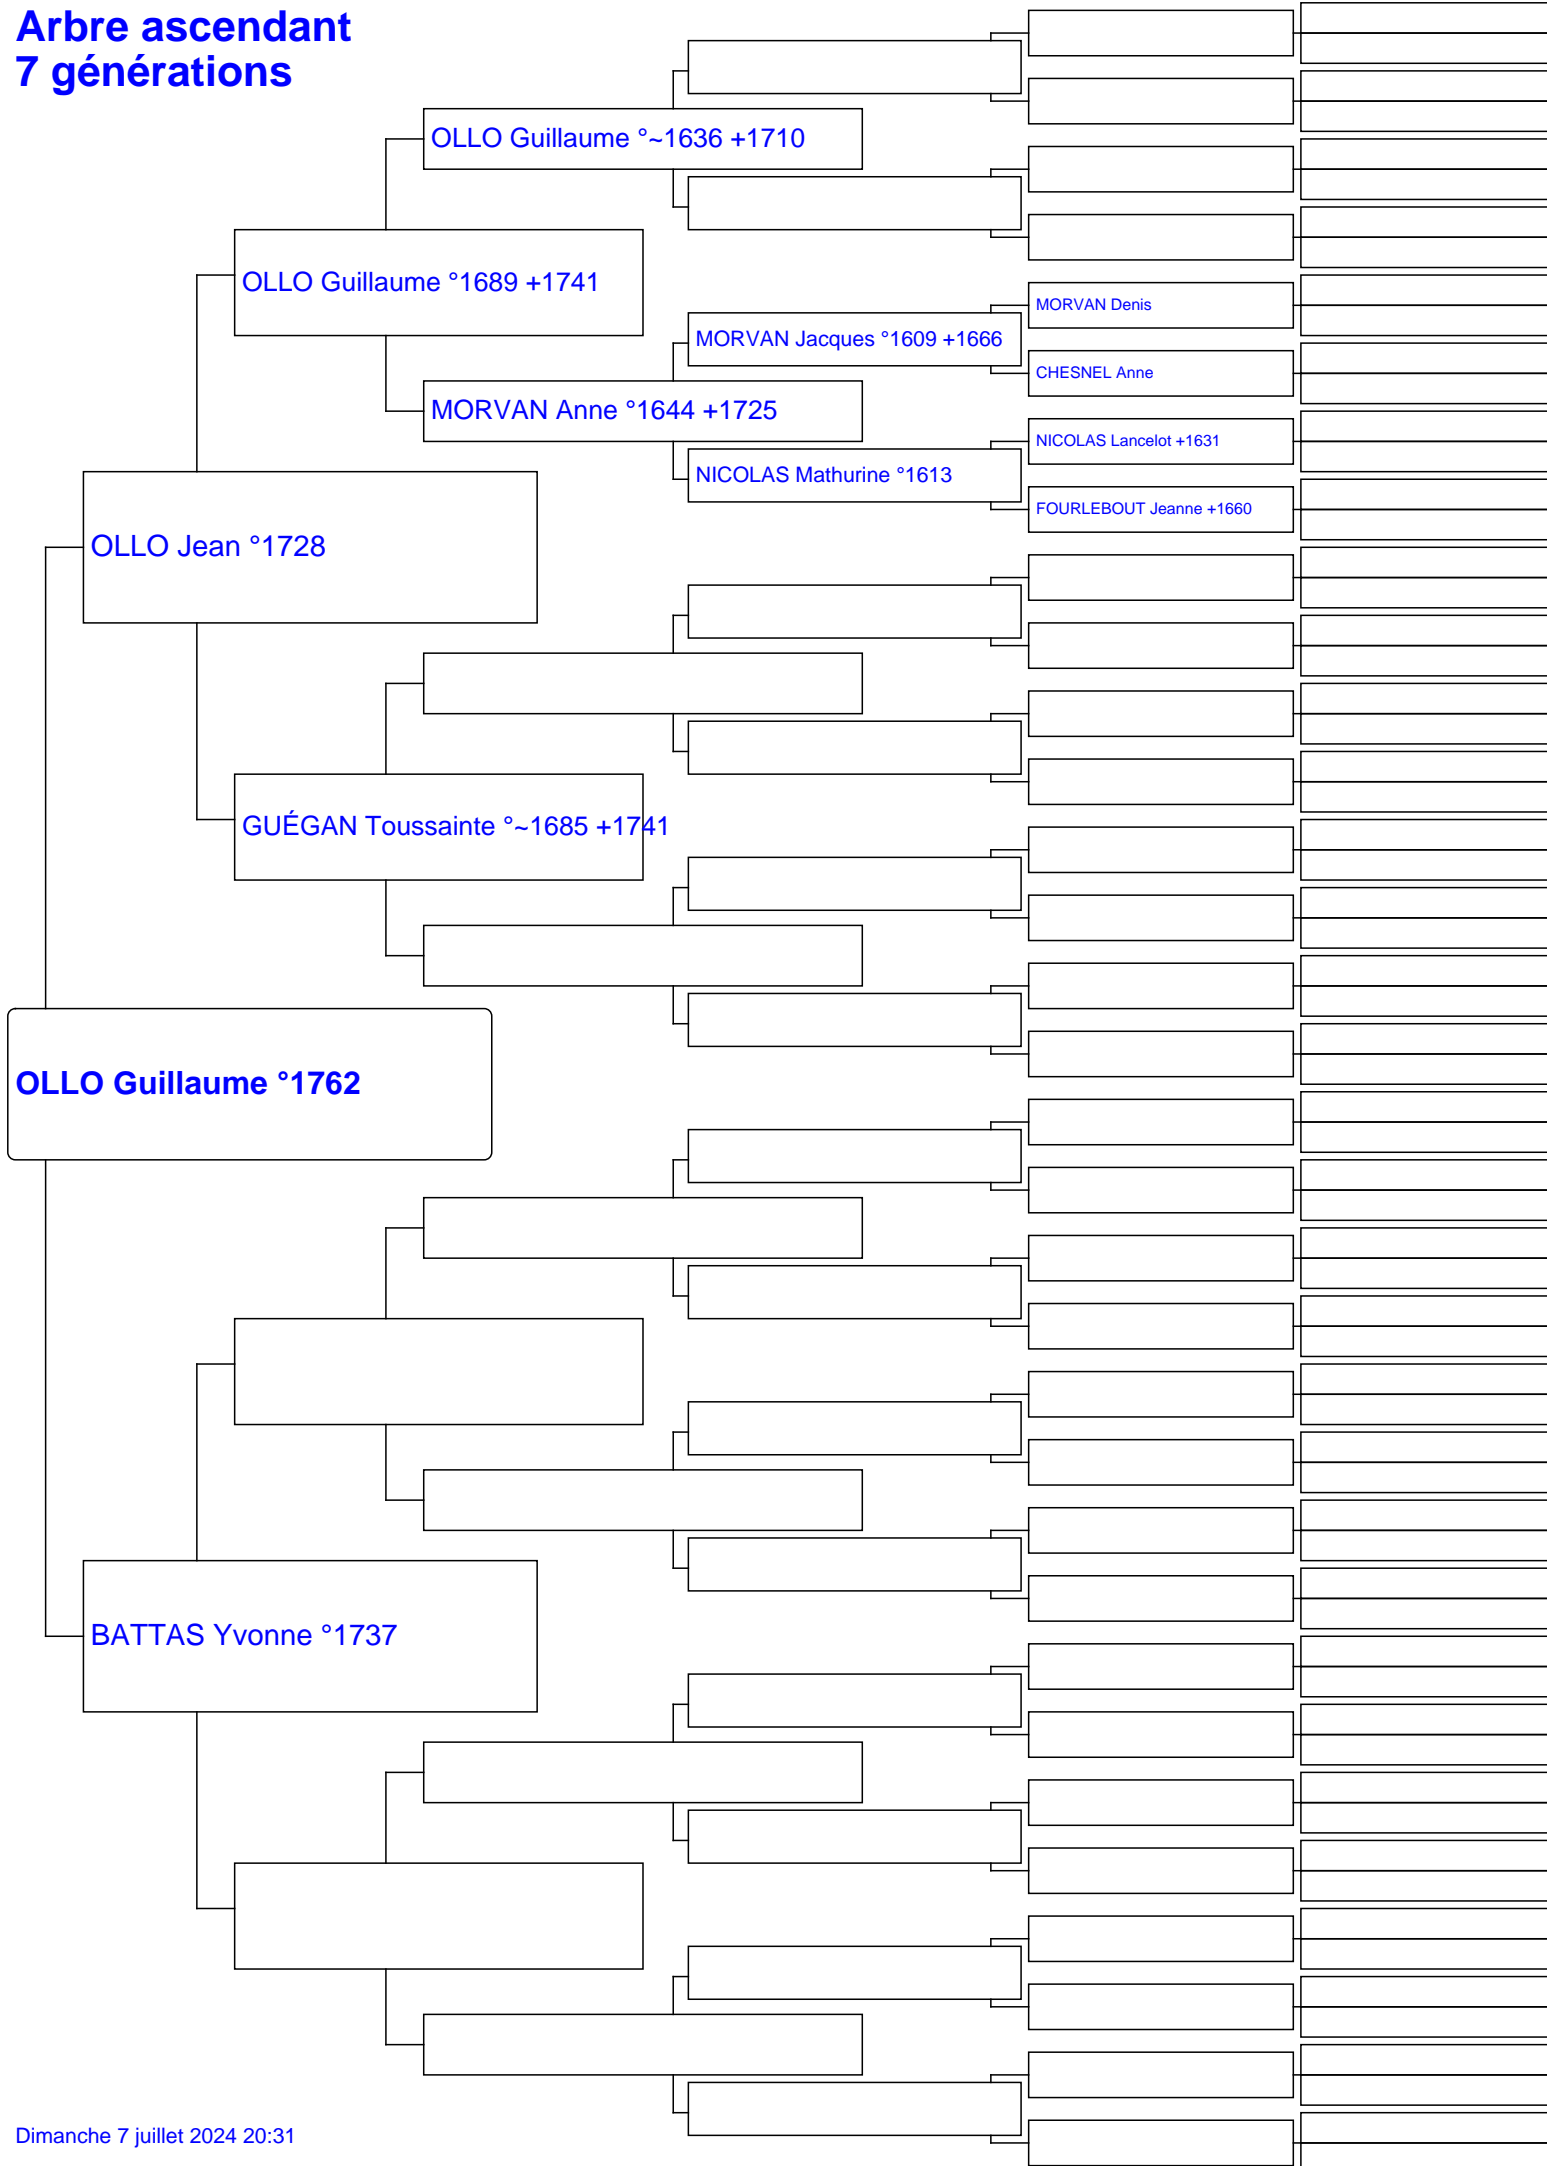 Arbre ascendant
7 générations
OLLO Guillaume °~1636 +1710
OLLO Guillaume °1689 +1741
MORVAN Denis
MORVAN Jacques °1609 +1666
CHESNEL Anne
MORVAN Anne °1644 +1725
NICOLAS Lancelot +1631
NICOLAS Mathurine °1613
FOURLEBOUT Jeanne +1660
OLLO Jean °1728
GUÉGAN Toussainte °~1685 +1741
OLLO Guillaume °1762
BATTAS Yvonne °1737
Dimanche 7 juillet 2024 20:31